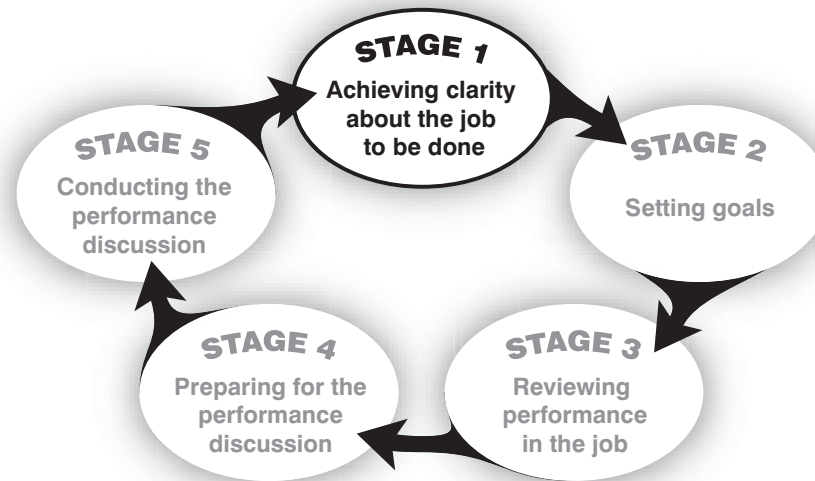 STAGE 1
Achieving clarity
about the job
to be done
STAGE 2
Setting goals
STAGE 3
Reviewing
performance
in the job
STAGE 4
Preparing for the
performance
discussion
STAGE 5
Conducting the
performance
discussion